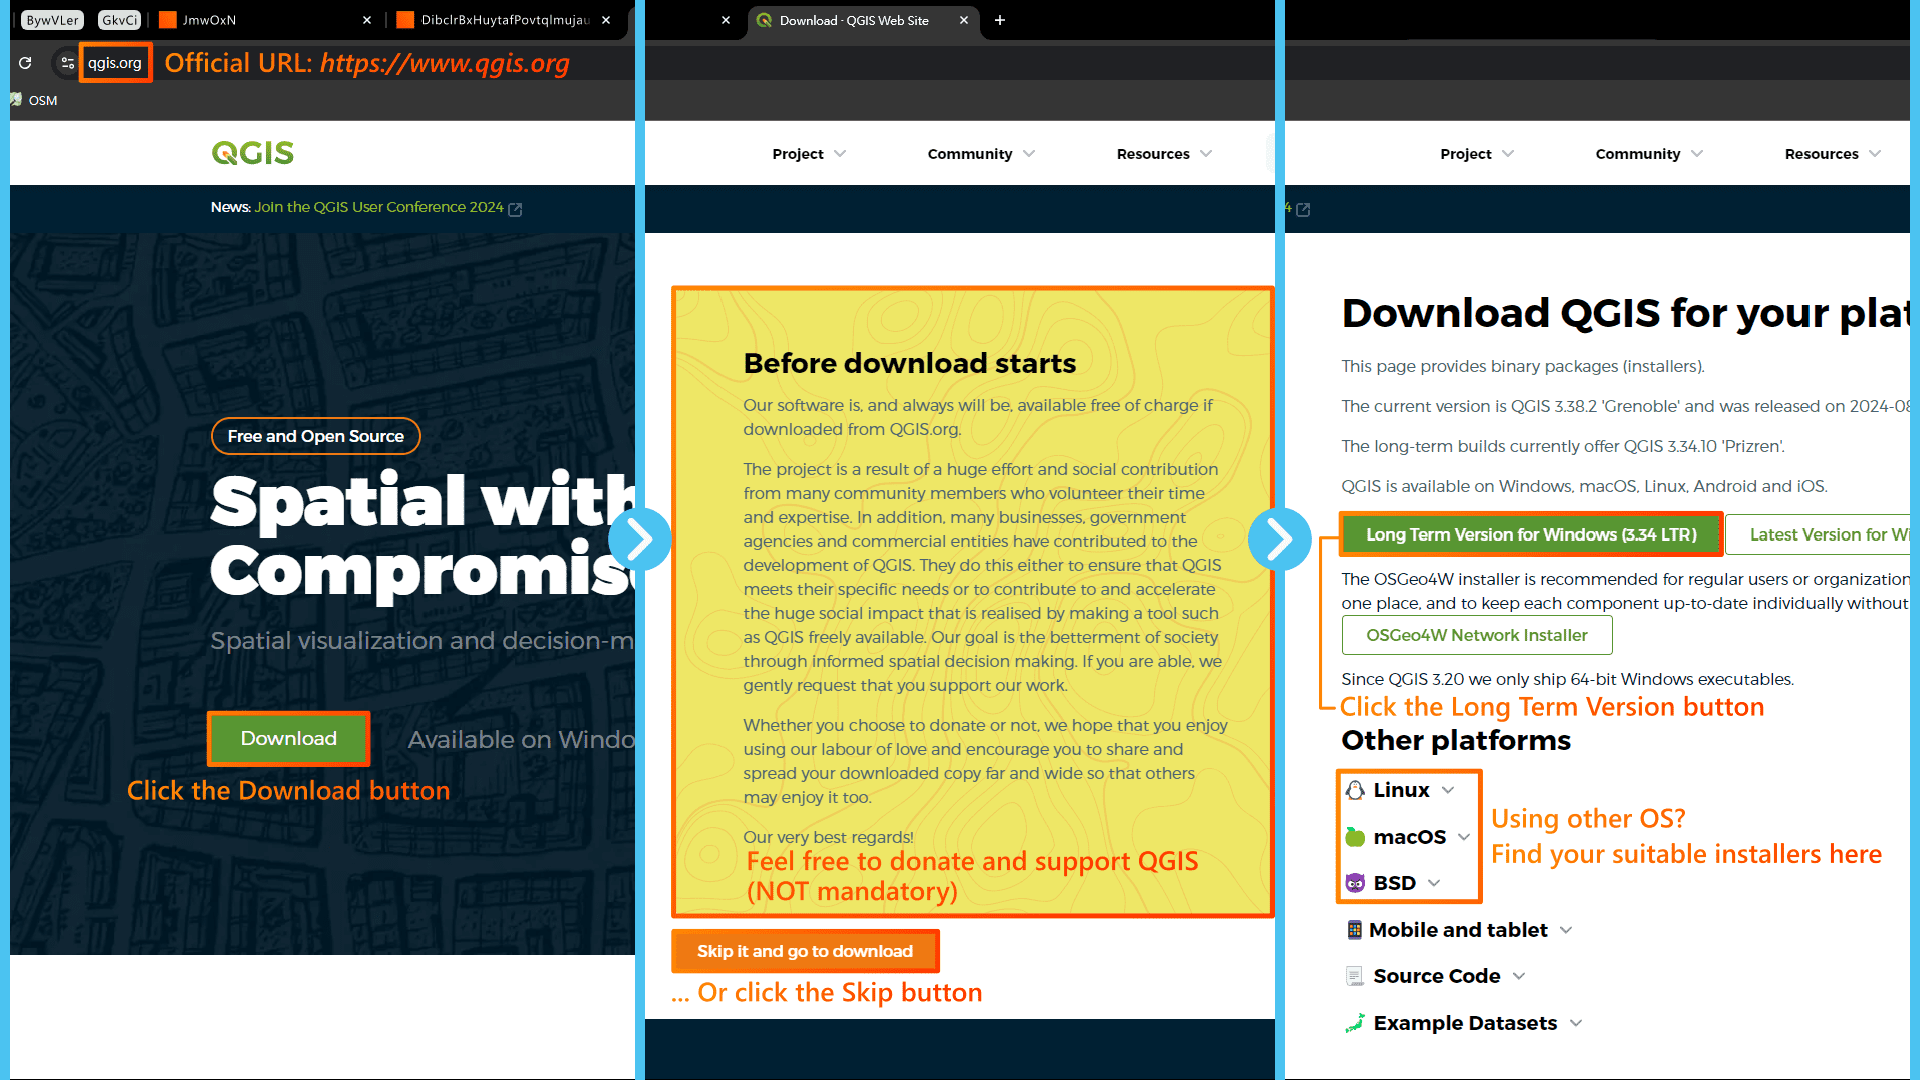 BywVLer
GkvCi
JmwOxN
DibclrBxHuytafPovtqlmujau
qgis.org
Official URL: https://www.qgis.org
OSM
QGIS
News: Join the QGIS User Conference 2024
Free and Open Source
Spatial with
Compromis
Spatial visualization and decision-m
Download
Available on Windo
Click the Download button
Download · QGIS Web Site
Project
Community
Resources
Before download starts
Our software is, and always will be, available free of charge if
downloaded from QGIS.org.
The project is a result of a huge effort and social contribution
from many community members who volunteer their time
and expertise. In addition, many businesses, government
agencies and commercial entities have contributed to the
development of QGIS. They do this either to ensure that QGIS
meets their specific needs or to contribute to and accelerate
the huge social impact that is realised by making a tool such
as QGIS freely available. Our goal is the betterment of society
through informed spatial decision making. If you are able, we
gently request that you support our work.
Whether you choose to donate or not, we hope that you enjoy
using our labour of love and encourage you to share and
spread your downloaded copy far and wide so that others
may enjoy it too.
Our very best regards!
Feel free to donate and support QGIS
(NOT mandatory)
Skip it and go to download
... Or click the Skip button
Project
Community
Resources
4
Download QGIS for your plat
This page provides binary packages (installers).
The current version is QGIS 3.38.2 'Grenoble' and was released on 2024-08
The long-term builds currently offer QGIS 3.34.10 'Prizren'.
QGIS is available on Windows, macOS, Linux, Android and iOS.
Long Term Version for Windows (3.34 LTR)
Latest Version for Wi
The OSGeo4W installer is recommended for regular users or organization
one place, and to keep each component up-to-date individually without
OSGeo4W Network Installer
Since QGIS 3.20 we only ship 64-bit Windows executables.
Click the Long Term Version button
Other platforms
Linux
macOS
BSD
Using other OS?
Find your suitable installers here
Mobile and tablet
Source Code
Example Datasets